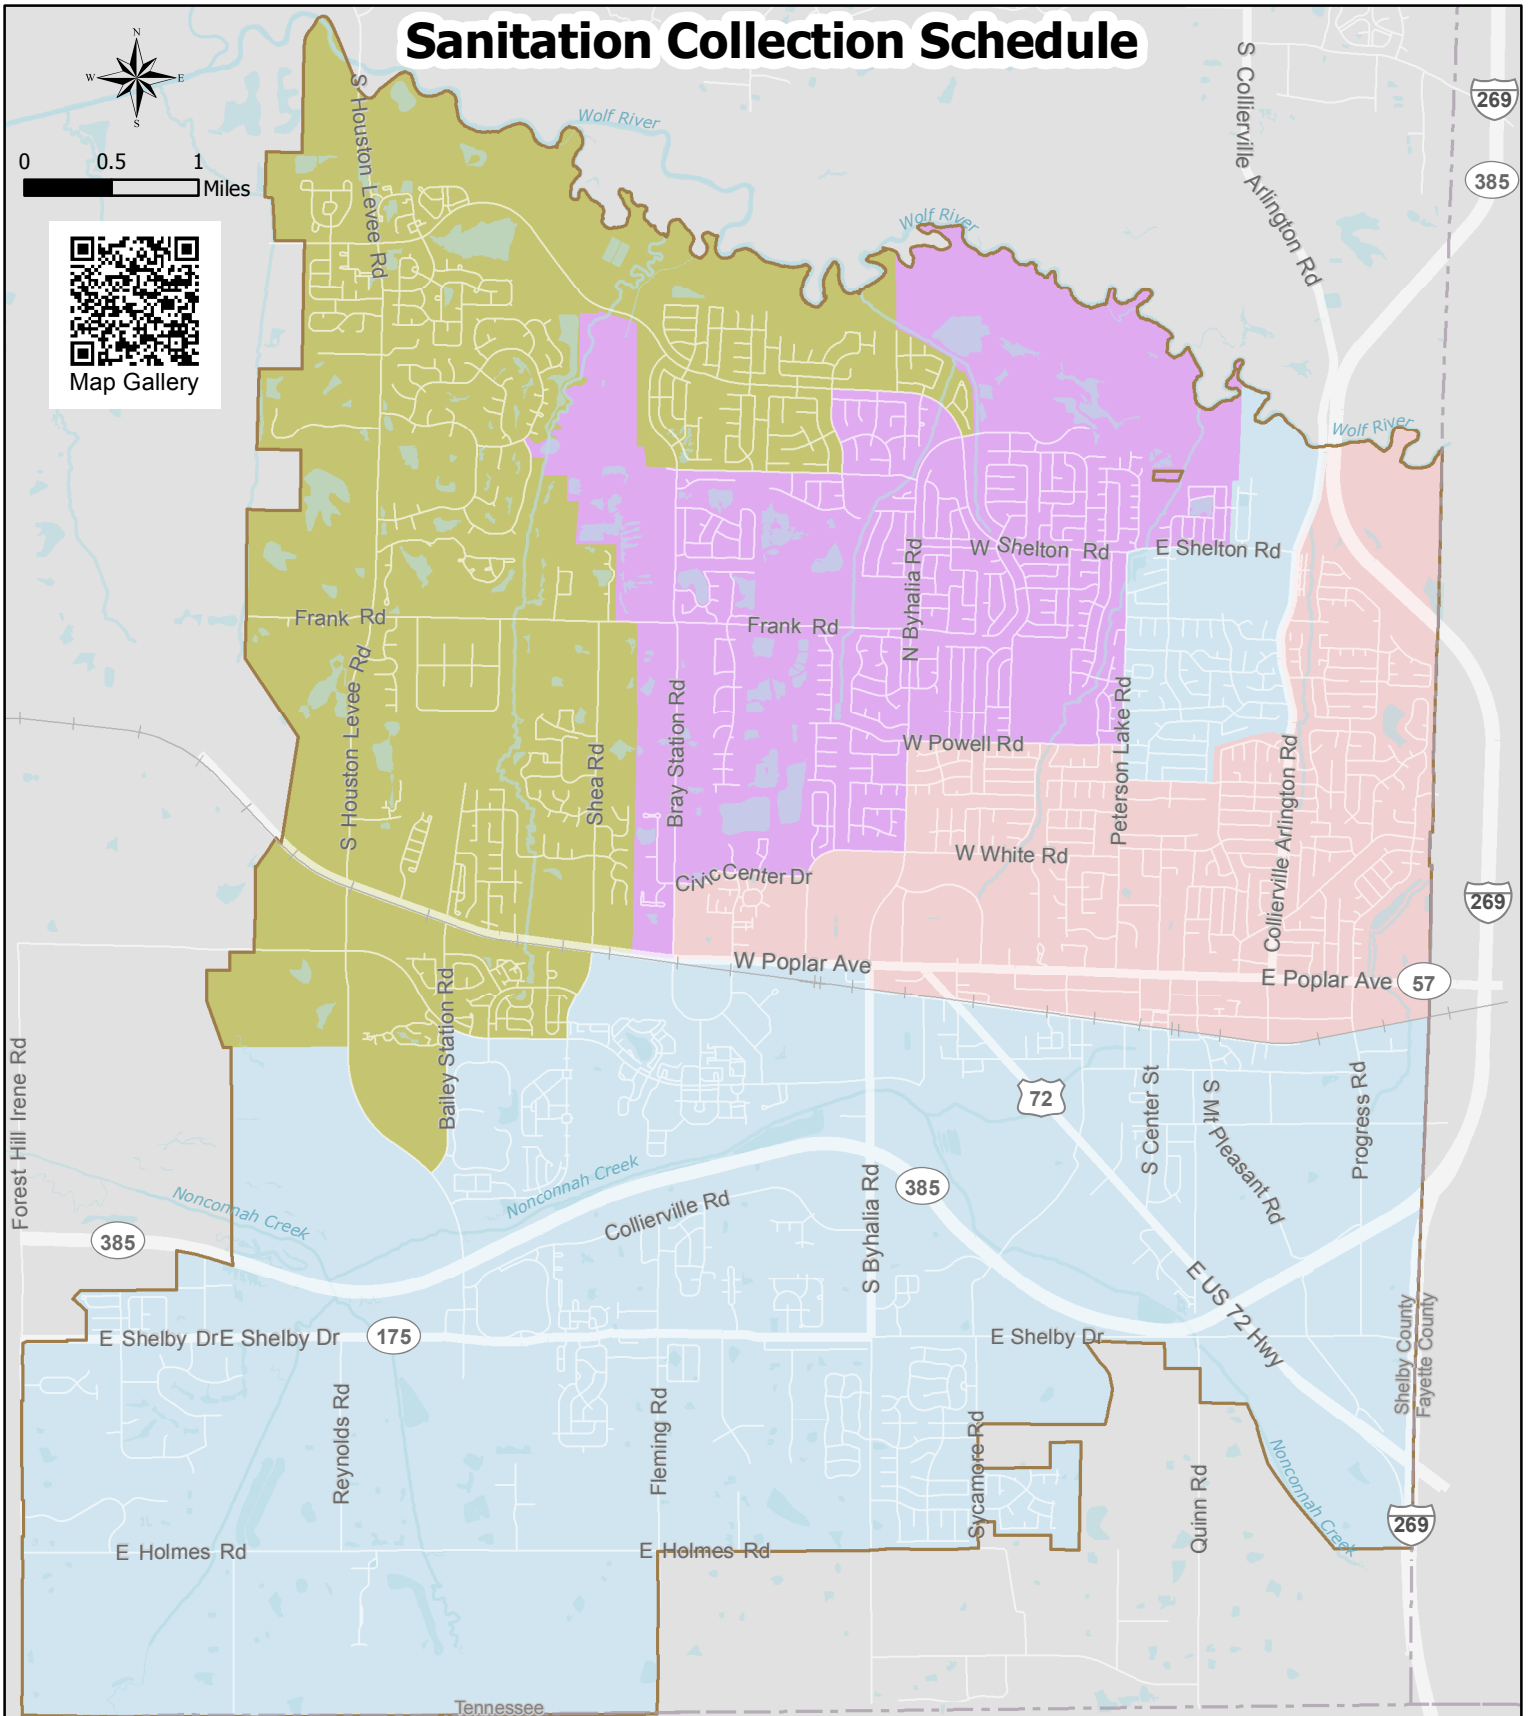 Sanitation Collection Schedule
N
W E
S
0 0.5 1
Miles
Map Gallery
S Houston Levee Rd
Wolf River
Wolf River
S Collierville Arlington Rd
269
385
Wolf River
W Shelton Rd
E Shelton Rd
Frank Rd
Frank Rd
N Byhalia Rd
S Houston Levee Rd
Shea Rd
Bray Station Rd
W Powell Rd
Peterson Lake Rd
Collierville Arlington Rd
W White Rd
Civic Center Dr
269
W Poplar Ave
E Poplar Ave
57
Bailey Station Rd
Forest Hill Irene Rd
72
S Center St
S Mt Pleasant Rd
Progress Rd
Nonconnah Creek
Nonconnah Creek
385
Collierville Rd
S Byhalia Rd
385
E US 72 Hwy
E Shelby Dr
E Shelby Dr
175
E Shelby Dr
Shelby County
Fayette County
Reynolds Rd
Fleming Rd
Sycamore Rd
Quinn Rd
Nonconnah Creek
269
E Holmes Rd
E Holmes Rd
Tennessee